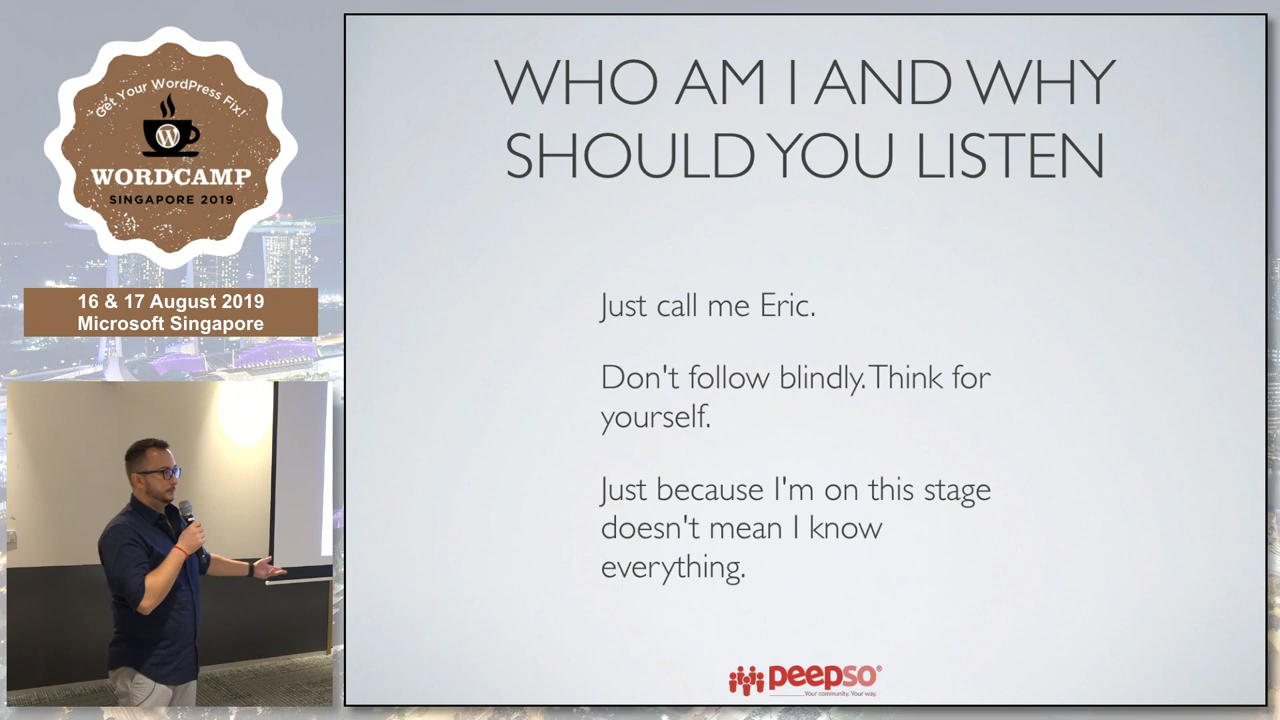 Get Your WordPress Fix!
W
WORDCAMP
SINGAPORE 2019
16 & 17 August 2019
Microsoft Singapore
WHO AM I AND WHY
SHOULD YOU LISTEN
Just call me Eric.
Don't follow blindly. Think for
yourself.
Just because I'm on this stage
doesn't mean I know
everything.
peepso®
Your community. Your way.